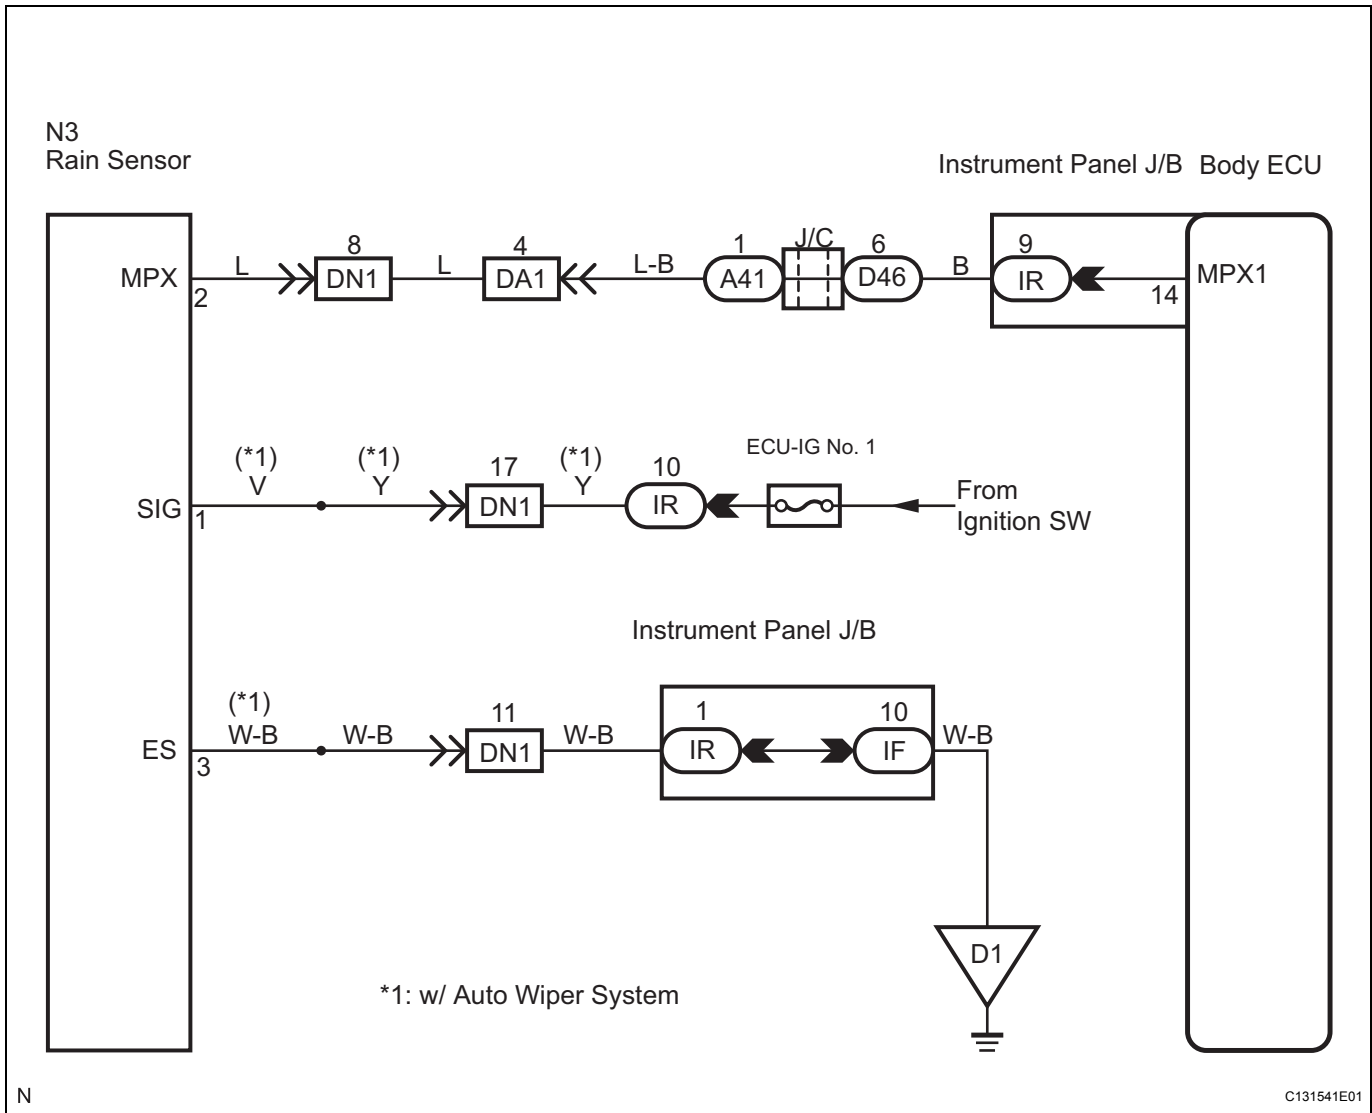 N3
Rain Sensor
Instrument Panel J/B Body ECU
8 4 1 J/C 6 9
MPX L DN1 L DA1 L-B A41 D46 B IR MPX1
2 14
(*1) (*1) 17 (*1) 10 ECU-IG No. 1
V Y Y
SIG DN1 IR From
1 Ignition SW
Instrument Panel J/B
(*1) 11 1 10
W-B W-B W-B W-B
ES DN1 IR IF
3
D1
*1: w/ Auto Wiper System
N C131541E01